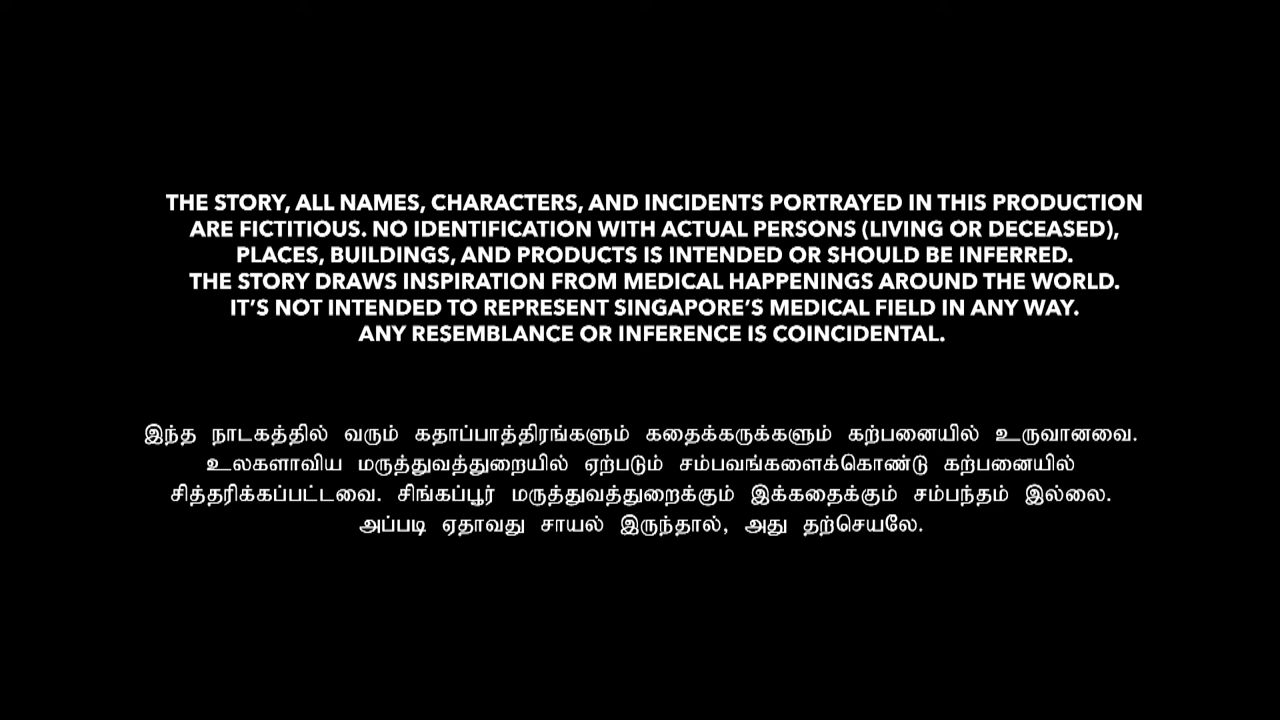 THE STORY, ALL NAMES, CHARACTERS, AND INCIDENTS PORTRAYED IN THIS PRODUCTION
ARE FICTITIOUS. NO IDENTIFICATION WITH ACTUAL PERSONS (LIVING OR DECEASED),
PLACES, BUILDINGS, AND PRODUCTS IS INTENDED OR SHOULD BE INFERRED.
THE STORY DRAWS INSPIRATION FROM MEDICAL HAPPENINGS AROUND THE WORLD.
IT’S NOT INTENDED TO REPRESENT SINGAPORE’S MEDICAL FIELD IN ANY WAY.
ANY RESEMBLANCE OR INFERENCE IS COINCIDENTAL.
இந்த நாடகத்தில் வரும் கதாப்பாத்திரங்களும் கதைக்கருக்களும் கற்பனையில் உருவானவை.
உலகளாவிய மருத்துவத்துறையில் ஏற்படும் சம்பவங்களைக்கொண்டு கற்பனையில்
சித்தரிக்கப்பட்டவை. சிங்கப்பூர் மருத்துவத்துறைக்கும் இக்கதைக்கும் சம்பந்தம் இல்லை.
அப்படி ஏதாவது சாயல் இருந்தால், அது தற்செயலே.